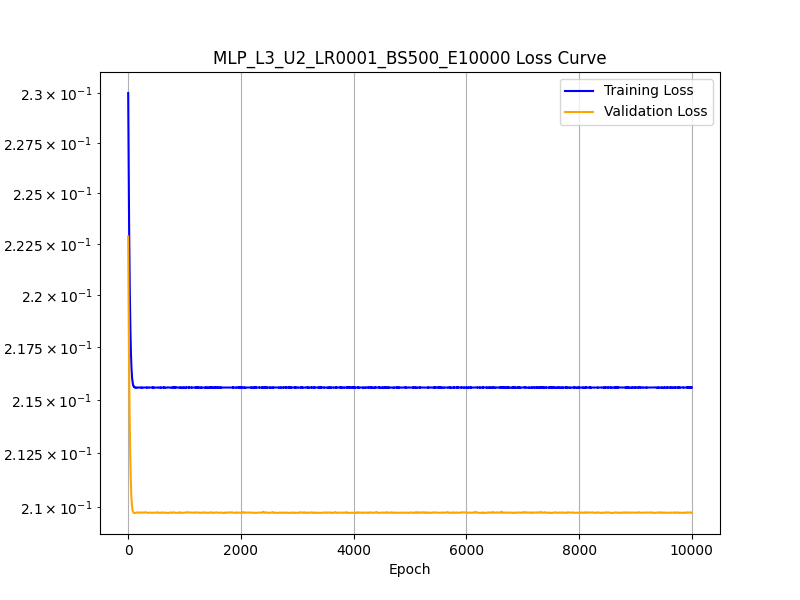 MLP_L3_U2_LR0001_BS500_E10000 Loss Curve
Training Loss
Validation Loss
2.3 × 10⁻¹
2.275 × 10⁻¹
2.25 × 10⁻¹
2.225 × 10⁻¹
2.2 × 10⁻¹
2.175 × 10⁻¹
2.15 × 10⁻¹
2.125 × 10⁻¹
2.1 × 10⁻¹
0 2000 4000 6000 8000 10000
Epoch